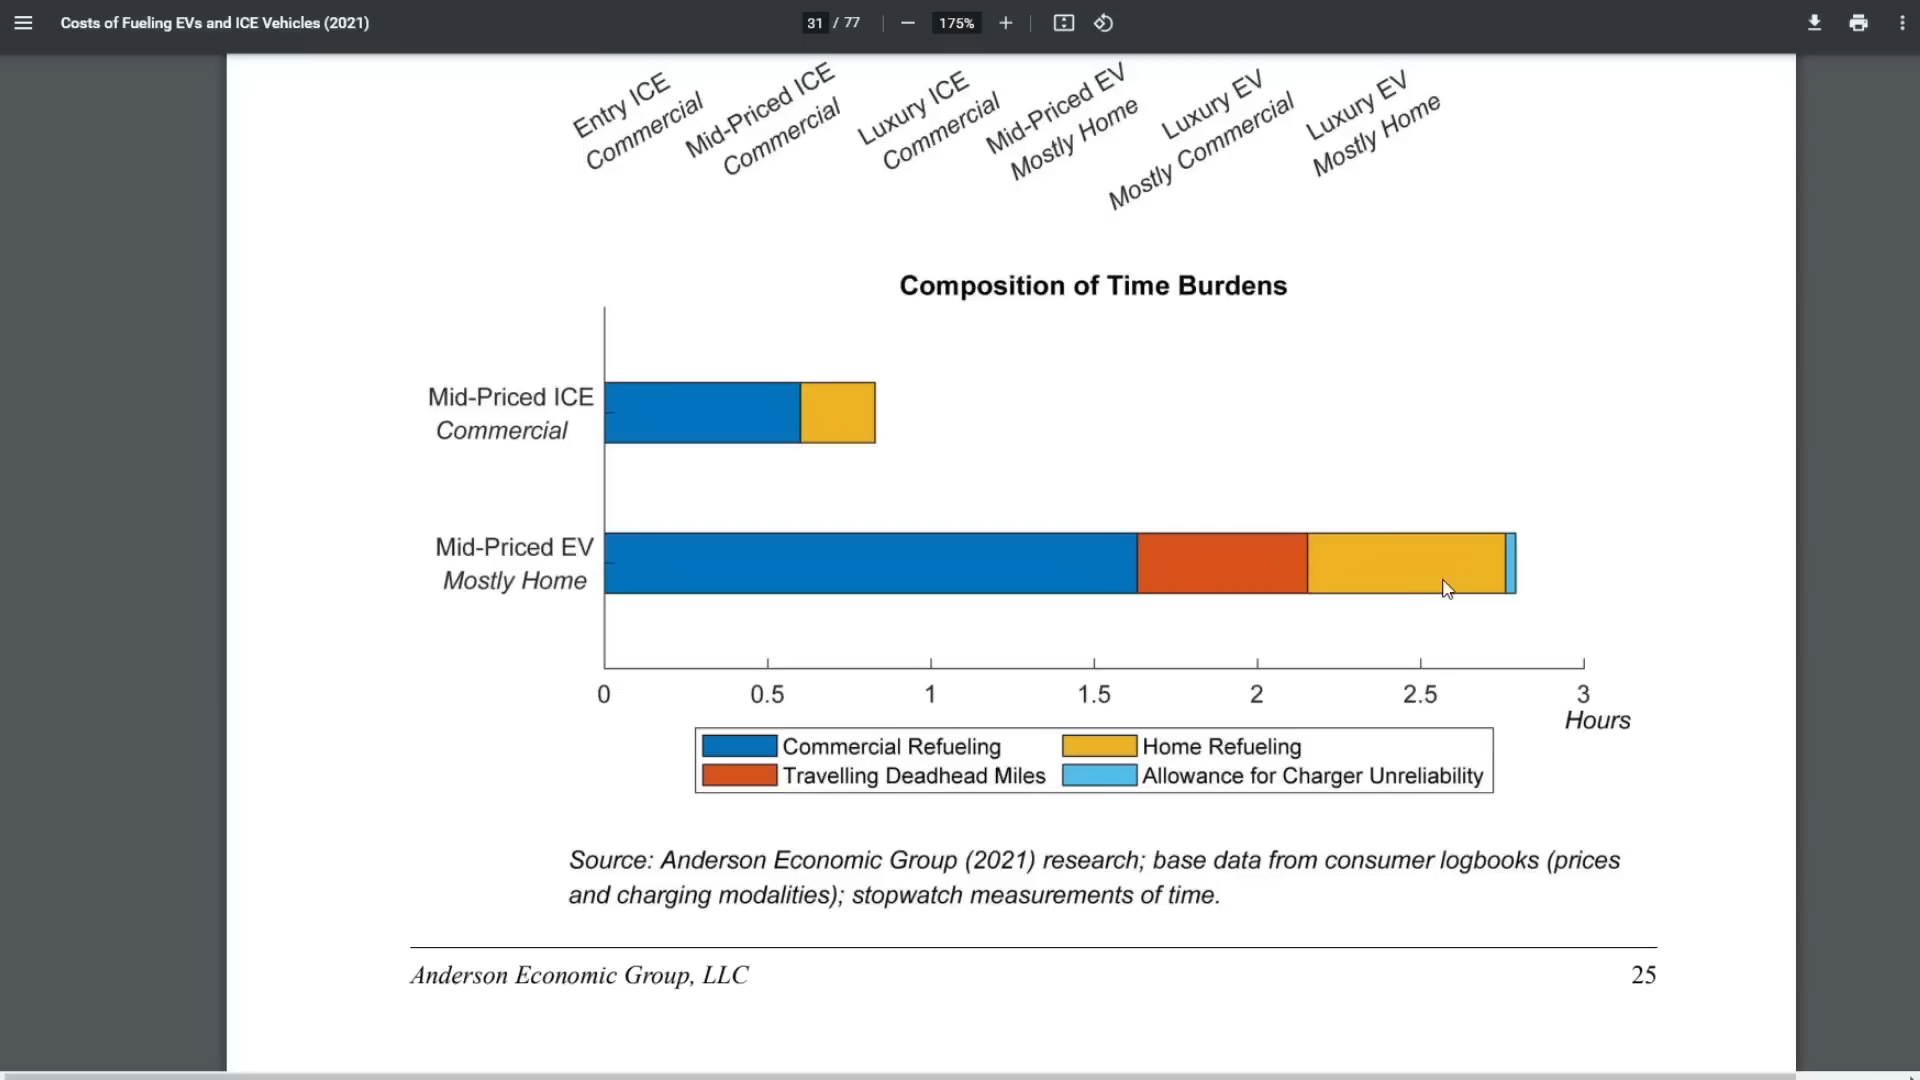 Costs of Fueling EVs and ICE Vehicles (2021)
31 / 77
175%
Entry ICE
Commercial
Mid-Priced ICE
Commercial
Luxury ICE
Commercial
Mid-Priced EV
Mostly Home
Luxury EV
Mostly Commercial
Luxury EV
Mostly Home
Composition of Time Burdens
Mid-Priced ICE
Commercial
Mid-Priced EV
Mostly Home
0 0.5 1 1.5 2 2.5 3
Hours
Commercial Refueling
Home Refueling
Travelling Deadhead Miles
Allowance for Charger Unreliability
Source: Anderson Economic Group (2021) research; base data from consumer logbooks (prices
and charging modalities); stopwatch measurements of time.
Anderson Economic Group, LLC
25